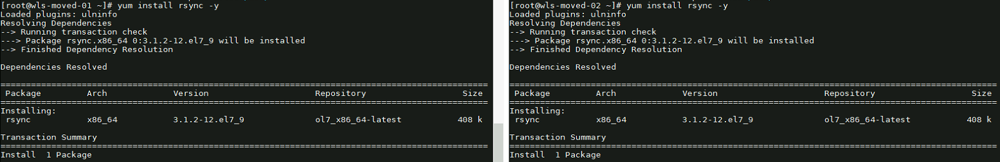 [root@wls-moved-01 ~]# yum install rsync -y
Loaded plugins: ulninfo
Resolving Dependencies
--> Running transaction check
---> Package rsync.x86_64 0:3.1.2-12.el7_9 will be installed
--> Finished Dependency Resolution
Dependencies Resolved
================================================================================================
Package Arch Version Repository Size
================================================================================================
Installing:
rsync x86_64 3.1.2-12.el7_9 ol7_x86_64-latest 408 k
Transaction Summary
================================================================================================
Install 1 Package
[root@wls-moved-02 ~]# yum install rsync -y
Loaded plugins: ulninfo
Resolving Dependencies
--> Running transaction check
---> Package rsync.x86_64 0:3.1.2-12.el7_9 will be installed
--> Finished Dependency Resolution
Dependencies Resolved
================================================================================================
Package Arch Version Repository Size
================================================================================================
Installing:
rsync x86_64 3.1.2-12.el7_9 ol7_x86_64-latest 408 k
Transaction Summary
================================================================================================
Install 1 Package